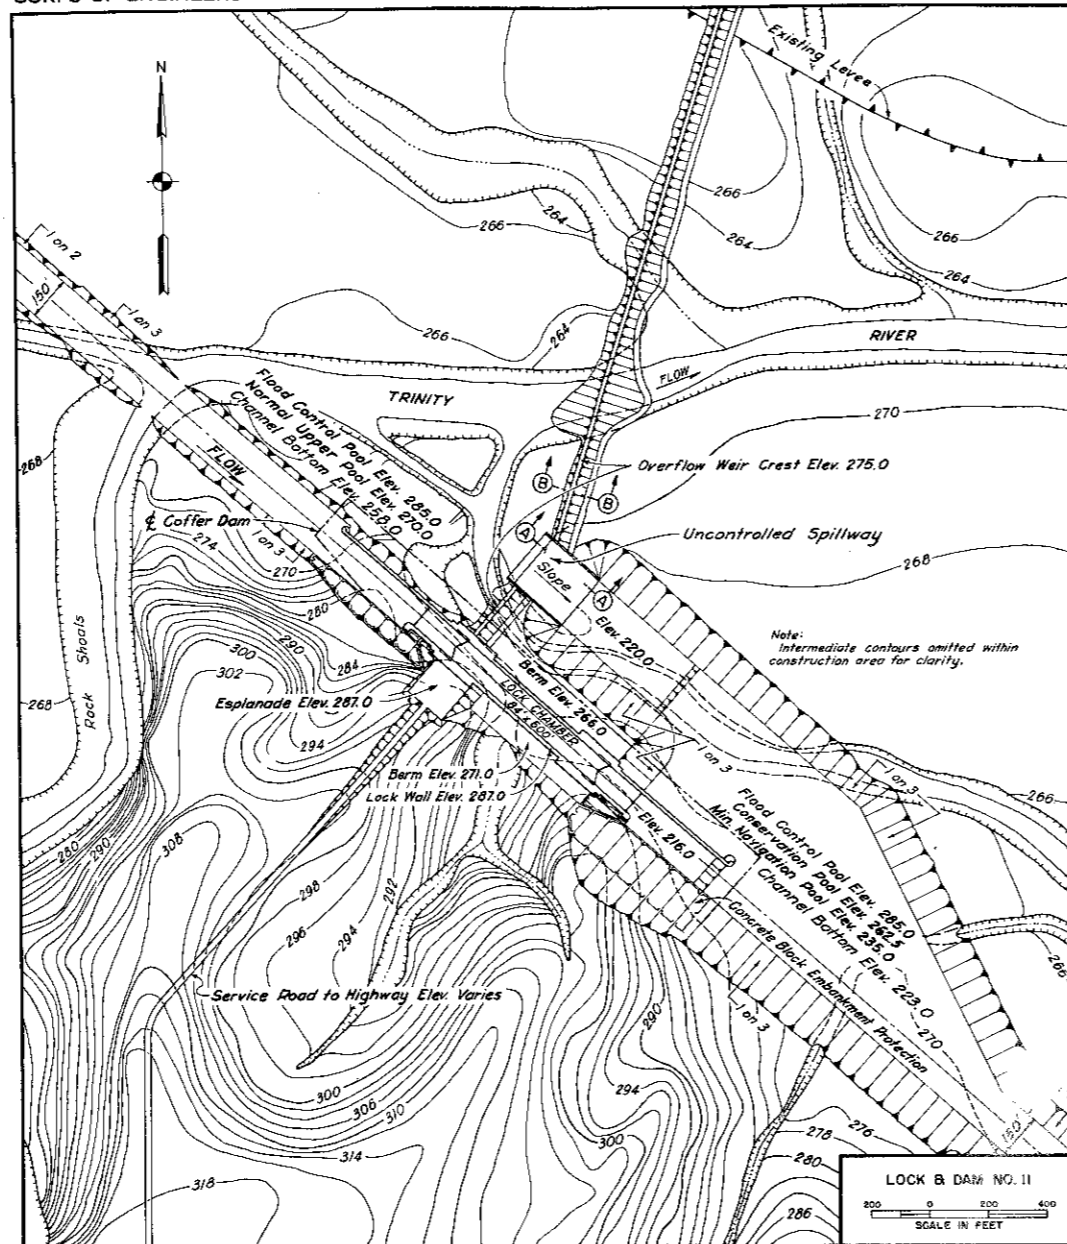 CORPS OF ENGINEERS
N
Existing Levee
266
264
266
264
266
264
266
264
1 on 2
150'
1 on 3
266
264
RIVER
FLOW
TRINITY
270
268
Flood Control Pool Elev. 285.0
Normal Upper Pool Elev. 270.0
Channel Bottom Elev. 258.0
FLOW
Overflow Weir Crest Elev. 275.0
B
B
℄ Coffer Dam
A
Uncontrolled Spillway
274
1 on 3
270
Slope
268
A
280
Elev. 220.0
290
300
284
302
Note:
Intermediate contours omitted within
construction area for clarity.
Rock Shoals
268
Esplanade Elev. 287.0
Berm Elev. 266.0
LOCK CHAMBER
84' x 600'
294
1 on 3
Berm Elev. 271.0
Lock Wall Elev. 287.0
1 on 3
266
280
290
308
Elev. 216.0
Flood Control Pool Elev. 285.0
Conservation Pool Elev. 262.5
Min. Navigation Pool Elev. 235.0
Channel Bottom Elev. 223.0
298
292
296
294
Concrete Block Embankment Protection
266
Service Road to Highway Elev. Varies
290
1 on 3
270
294
300
306
310
300
314
278
276
280
150'
318
286
LOCK & DAM NO. 11
200 0 200 400
SCALE IN FEET